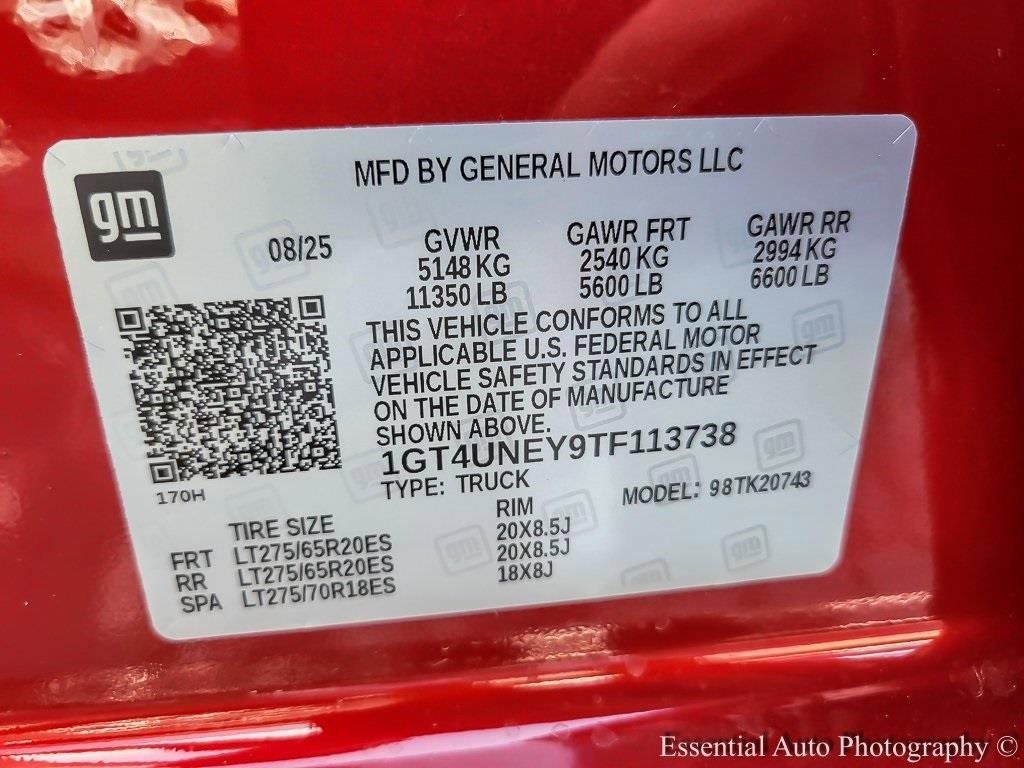 MFD BY GENERAL MOTORS LLC
gm
08/25
GVWR GAWR FRT GAWR RR
5148 KG 2540 KG 2994 KG
11350 LB 5600 LB 6600 LB
THIS VEHICLE CONFORMS TO ALL
APPLICABLE U.S. FEDERAL MOTOR
VEHICLE SAFETY STANDARDS IN EFFECT
ON THE DATE OF MANUFACTURE
SHOWN ABOVE.
1GT4UNEY9TF113738
TYPE: TRUCK MODEL: 98TK20743
170H
TIRE SIZE RIM
FRT LT275/65R20ES 20X8.5J
RR LT275/65R20ES 20X8.5J
SPA LT275/70R18ES 18X8J
Essential Auto Photography ©